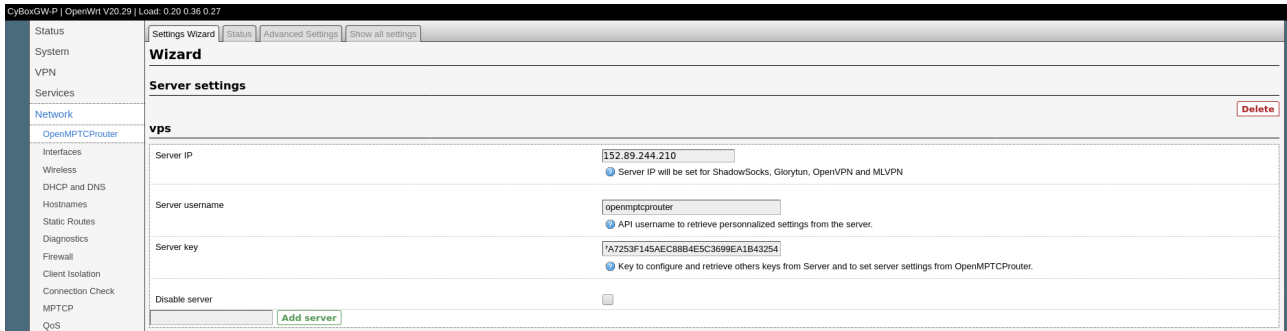 CyBoxGW-P | OpenWrt V20.29 | Load: 0.20 0.36 0.27
Status
System
VPN
Services
Network
OpenMPTCProuter
Interfaces
Wireless
DHCP and DNS
Hostnames
Static Routes
Diagnostics
Firewall
Client Isolation
Connection Check
MPTCP
QoS
Settings Wizard Status Advanced Settings Show all settings
Wizard
Server settings
Delete
vps
Server IP 152.89.244.210
Server IP will be set for ShadowSocks, Glorytun, OpenVPN and MLVPN
Server username openmptcprouter
API username to retrieve personnalized settings from the server.
Server key A7253F145AEC88B4E5C3699EA1B43254
Key to configure and retrieve others keys from Server and to set server settings from OpenMPTCProuter.
Disable server
Add server